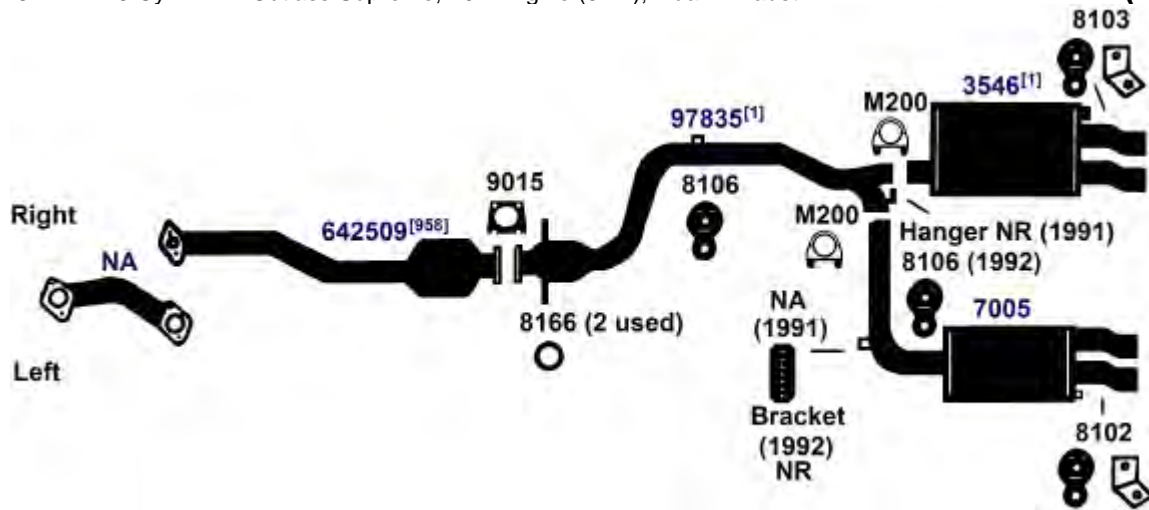 8103
3546[1]
M200
97835[1]
9015
8106
Right
642509[958]
M200
Hanger NR (1991)
8106 (1992)
NA
NA
(1991)
7005
8166 (2 used)
Left
Bracket
(1992)
NR
8102